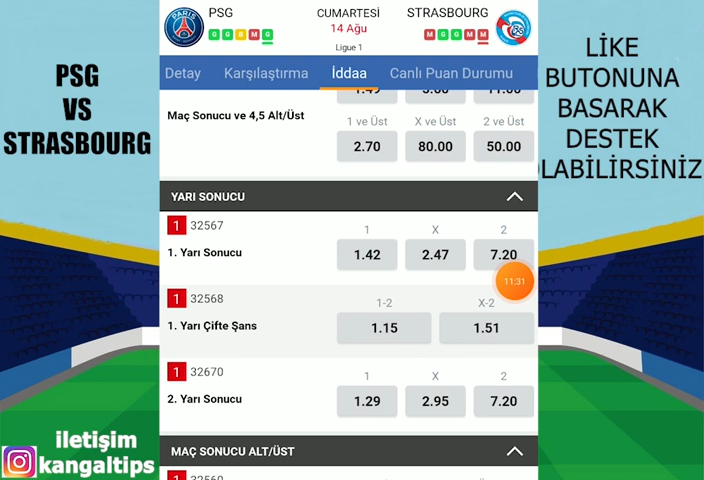 PSG
VS
STRASBOURG
PSG
G G B M G
CUMARTESİ
14 Ağu
Ligue 1
STRASBOURG
M G G M M
Detay Karşılaştırma İddaa Canlı Puan Durumu
Maç Sonucu ve 4,5 Alt/Üst
1 ve Üst X ve Üst 2 ve Üst
2.70 80.00 50.00
YARI SONUCU
1 32567
1. Yarı Sonucu
1 X 2
1.42 2.47 7.20
11:31
1 32568
1. Yarı Çifte Şans
1-2 X-2
1.15 1.51
1 32670
2. Yarı Sonucu
1 X 2
1.29 2.95 7.20
MAÇ SONUCU ALT/ÜST
LİKE
BUTONUNA
BASARAK
DESTEK
OLABİLİRSİNİZ
iletişim
kangaltips